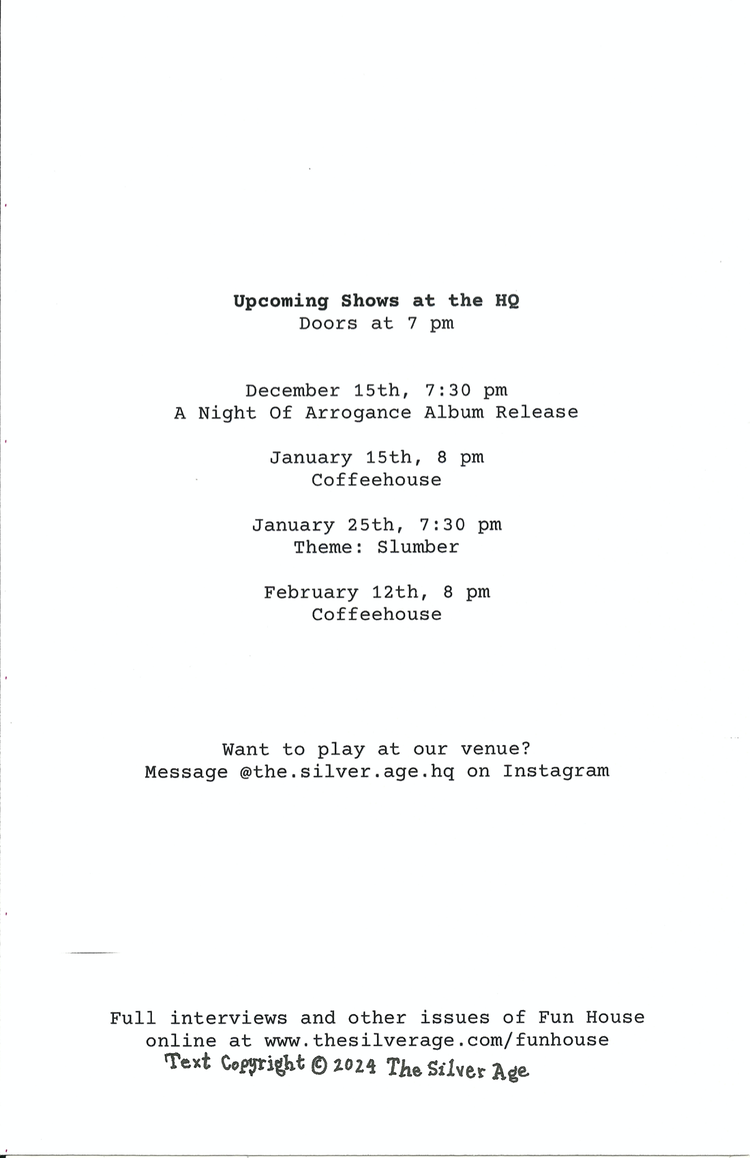 Upcoming Shows at the HQ
Doors at 7 pm
December 15th, 7:30 pm
A Night Of Arrogance Album Release
January 15th, 8 pm
Coffeehouse
January 25th, 7:30 pm
Theme: Slumber
February 12th, 8 pm
Coffeehouse
Want to play at our venue?
Message @the.silver.age.hq on Instagram
Full interviews and other issues of Fun House
online at www.thesilverage.com/funhouse
Text Copyright © 2024 The Silver Age